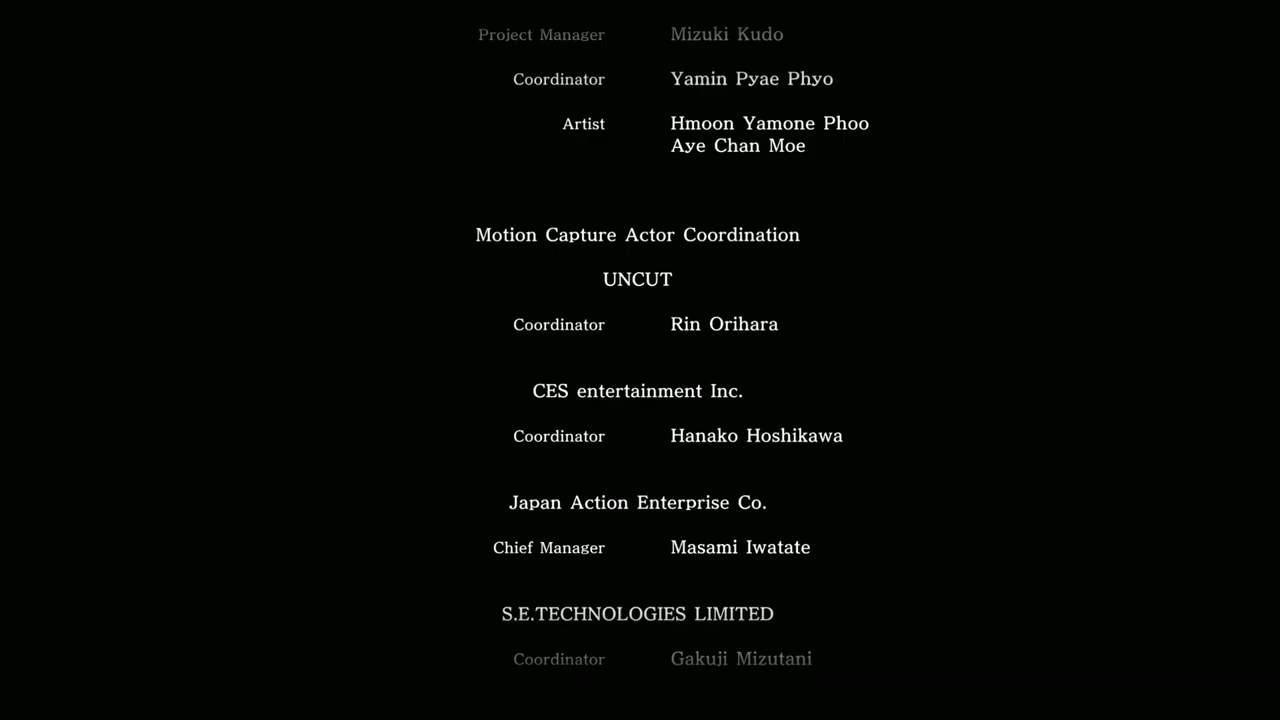 Project Manager Mizuki Kudo
Coordinator Yamin Pyae Phyo
Artist Hmoon Yamone Phoo
Aye Chan Moe
Motion Capture Actor Coordination
UNCUT
Coordinator Rin Orihara
CES entertainment Inc.
Coordinator Hanako Hoshikawa
Japan Action Enterprise Co.
Chief Manager Masami Iwatate
S.E.TECHNOLOGIES LIMITED
Coordinator Gakuji Mizutani